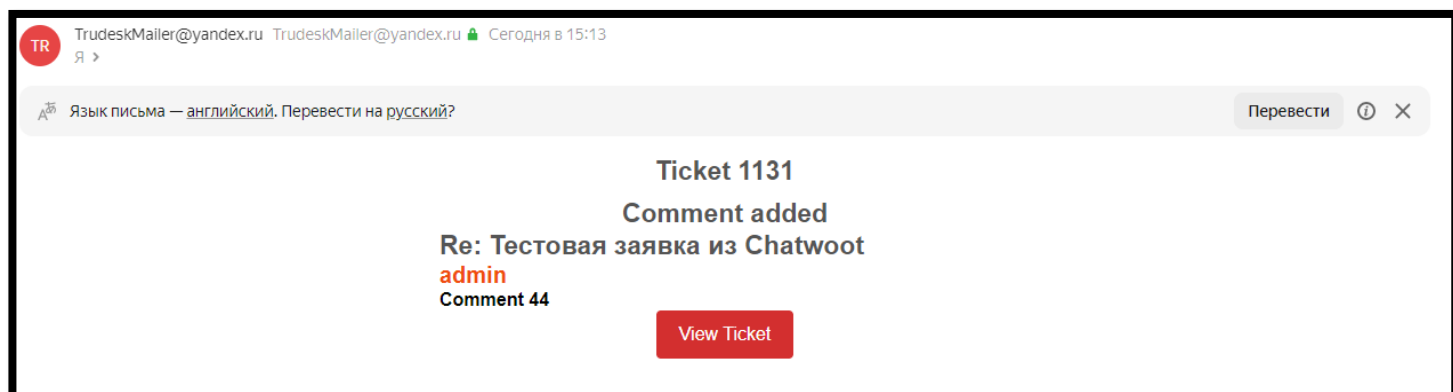 TR
TrudeskMailer@yandex.ru TrudeskMailer@yandex.ru Сегодня в 15:13
Я >
Язык письма — английский. Перевести на русский? Перевести
Ticket 1131
Comment added
Re: Тестовая заявка из Chatwoot
admin
Comment 44
View Ticket